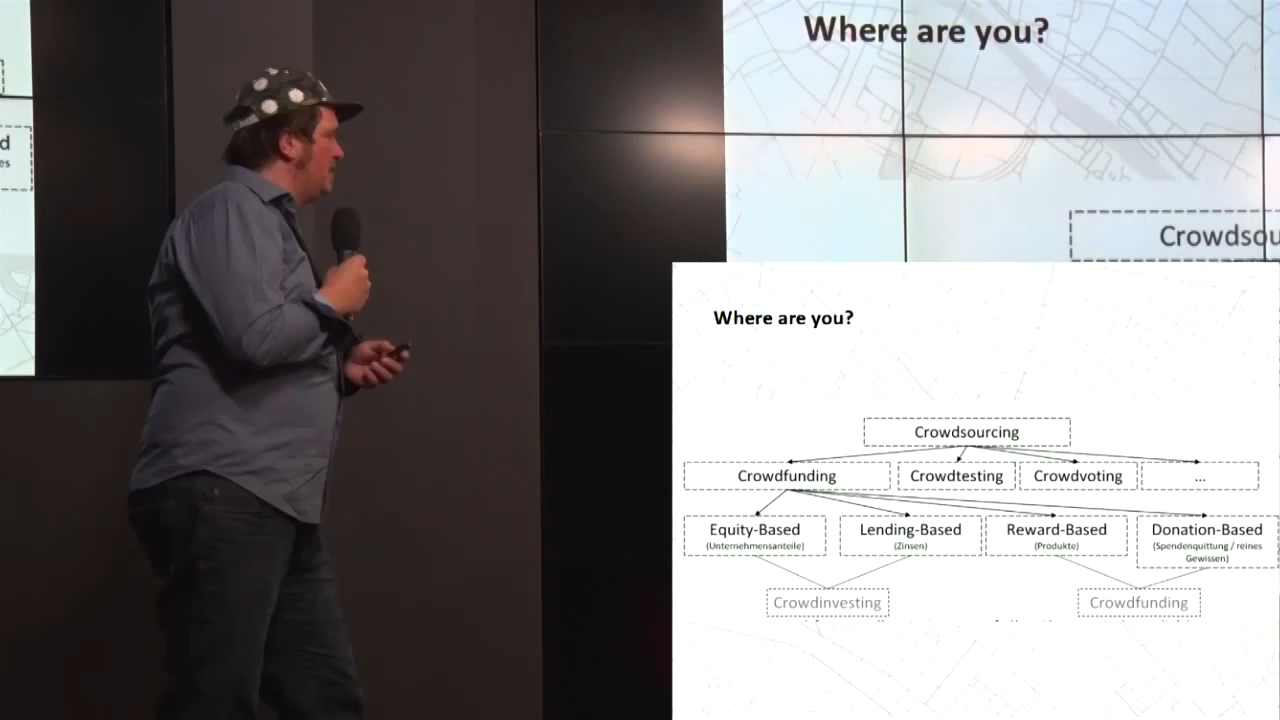 Where are you?
d
es
Crowdsou
Where are you?
Crowdsourcing
Crowdfunding
Crowdtesting
Crowdvoting
...
Equity-Based
(Unternehmensanteile)
Lending-Based
(Zinsen)
Reward-Based
(Produkte)
Donation-Based
(Spendenquittung / reines
Gewissen)
Crowdinvesting
Crowdfunding